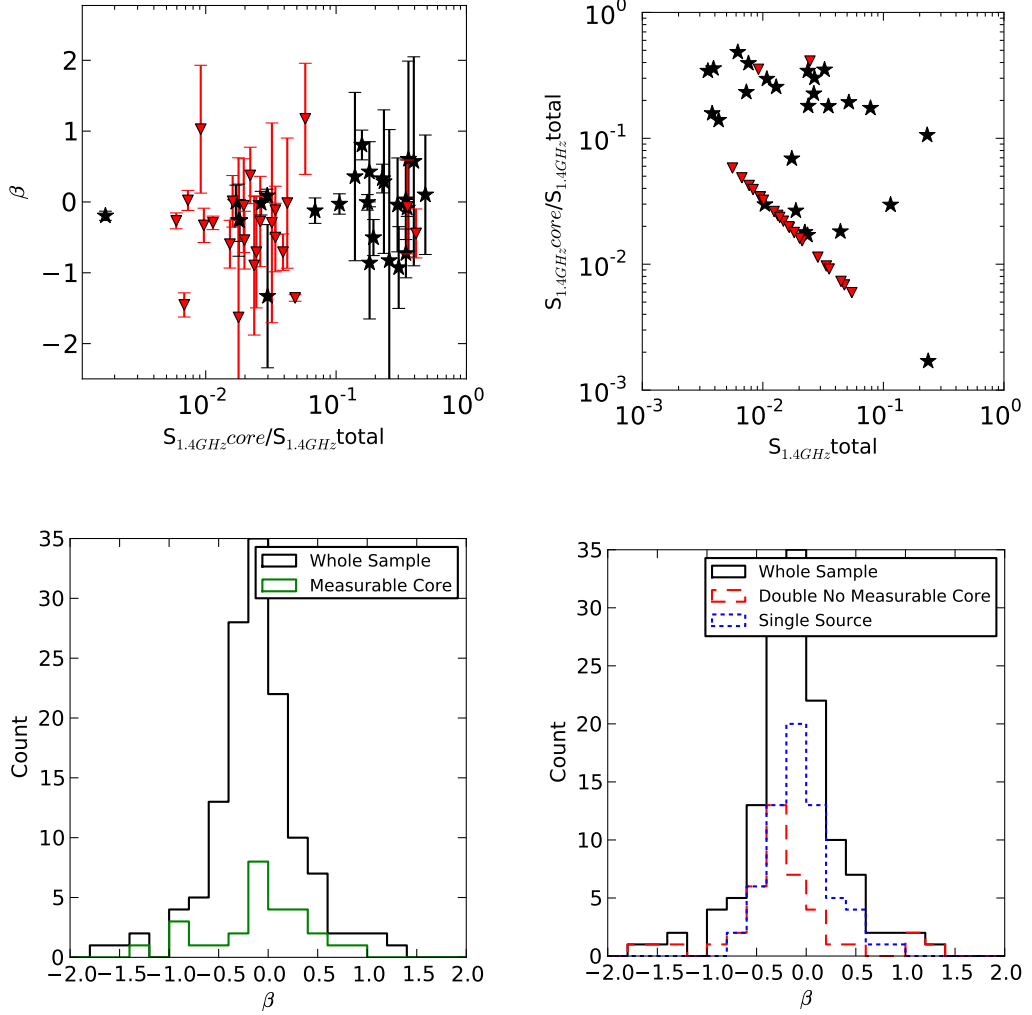 2
1
0
−1
−2
β
10^-2
10^-1
10^0
S_1.4GHz core/S_1.4GHz total
10^0
10^-1
10^-2
10^-3
S_1.4GHz core/S_1.4GHz total
10^-3
10^-2
10^-1
10^0
S_1.4GHz total
35
30
25
20
15
10
5
0
Count
Whole Sample
Measurable Core
−2.0 −1.5 −1.0 −0.5 0.0 0.5 1.0 1.5 2.0
β
35
30
25
20
15
10
5
0
Count
Whole Sample
Double No Measurable Core
Single Source
−2.0 −1.5 −1.0 −0.5 0.0 0.5 1.0 1.5 2.0
β